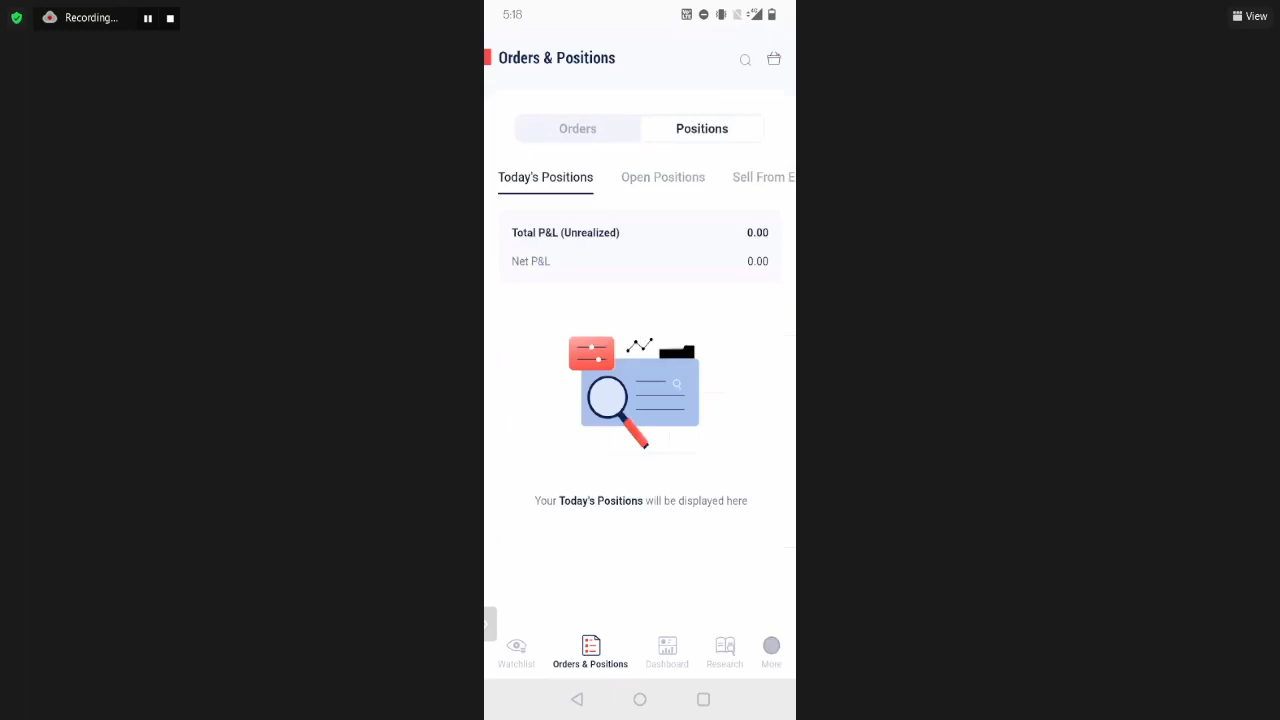 Recording...
View
5:18
4G
Orders & Positions
Orders
Positions
Today's Positions
Open Positions
Sell From E
Total P&L (Unrealized)
0.00
Net P&L
0.00
Your Today's Positions will be displayed here
Watchlist
Orders & Positions
Dashboard
Research
More